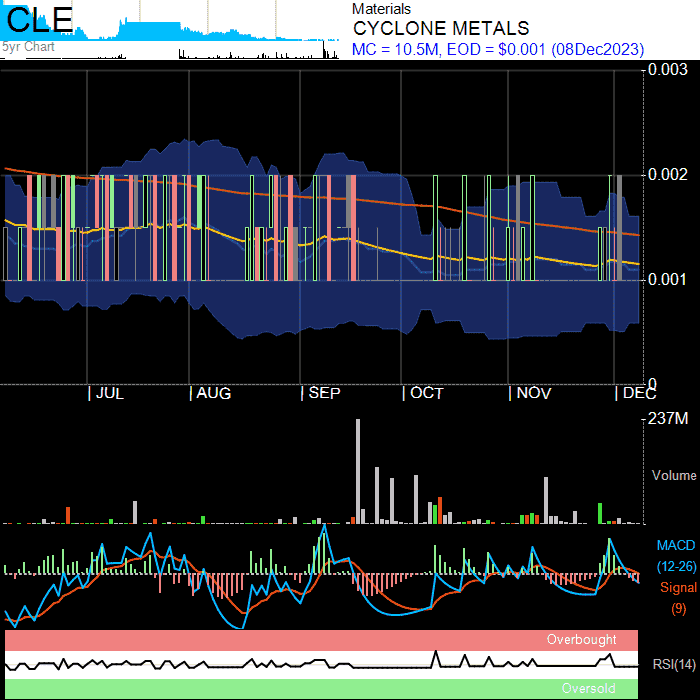 CLE
5yr Chart
Materials
CYCLONE METALS
MC = 10.5M, EOD = $0.001 (08Dec2023)
0.003
0.002
0.001
0
JUL AUG SEP OCT NOV DEC
237M
Volume
MACD
(12-26)
Signal
(9)
Overbought
RSI(14)
Oversold